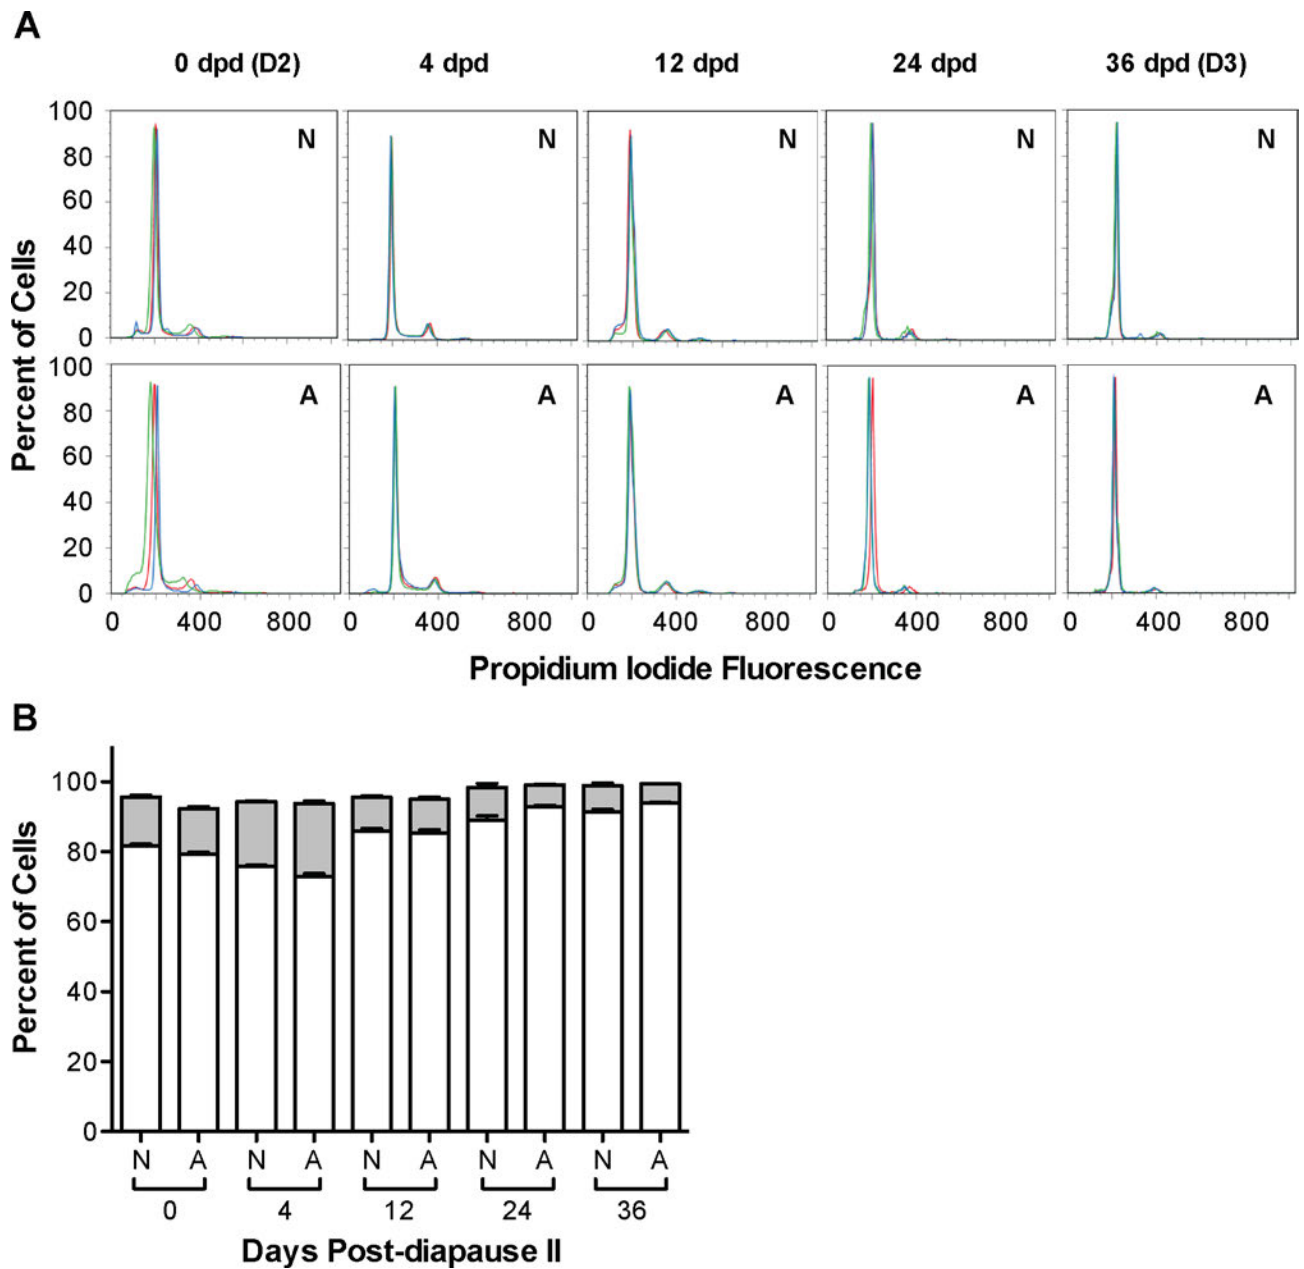 A
0 dpd (D2) 4 dpd 12 dpd 24 dpd 36 dpd (D3)
100
80
60
40
20
0
N N N N N
Percent of Cells
100
80
60
40
20
0
A A A A A
0 400 800 0 400 800 0 400 800 0 400 800 0 400 800
Propidium Iodide Fluorescence
B
100
80
60
40
20
0
Percent of Cells
N A N A N A N A N A
0 4 12 24 36
Days Post-diapause II